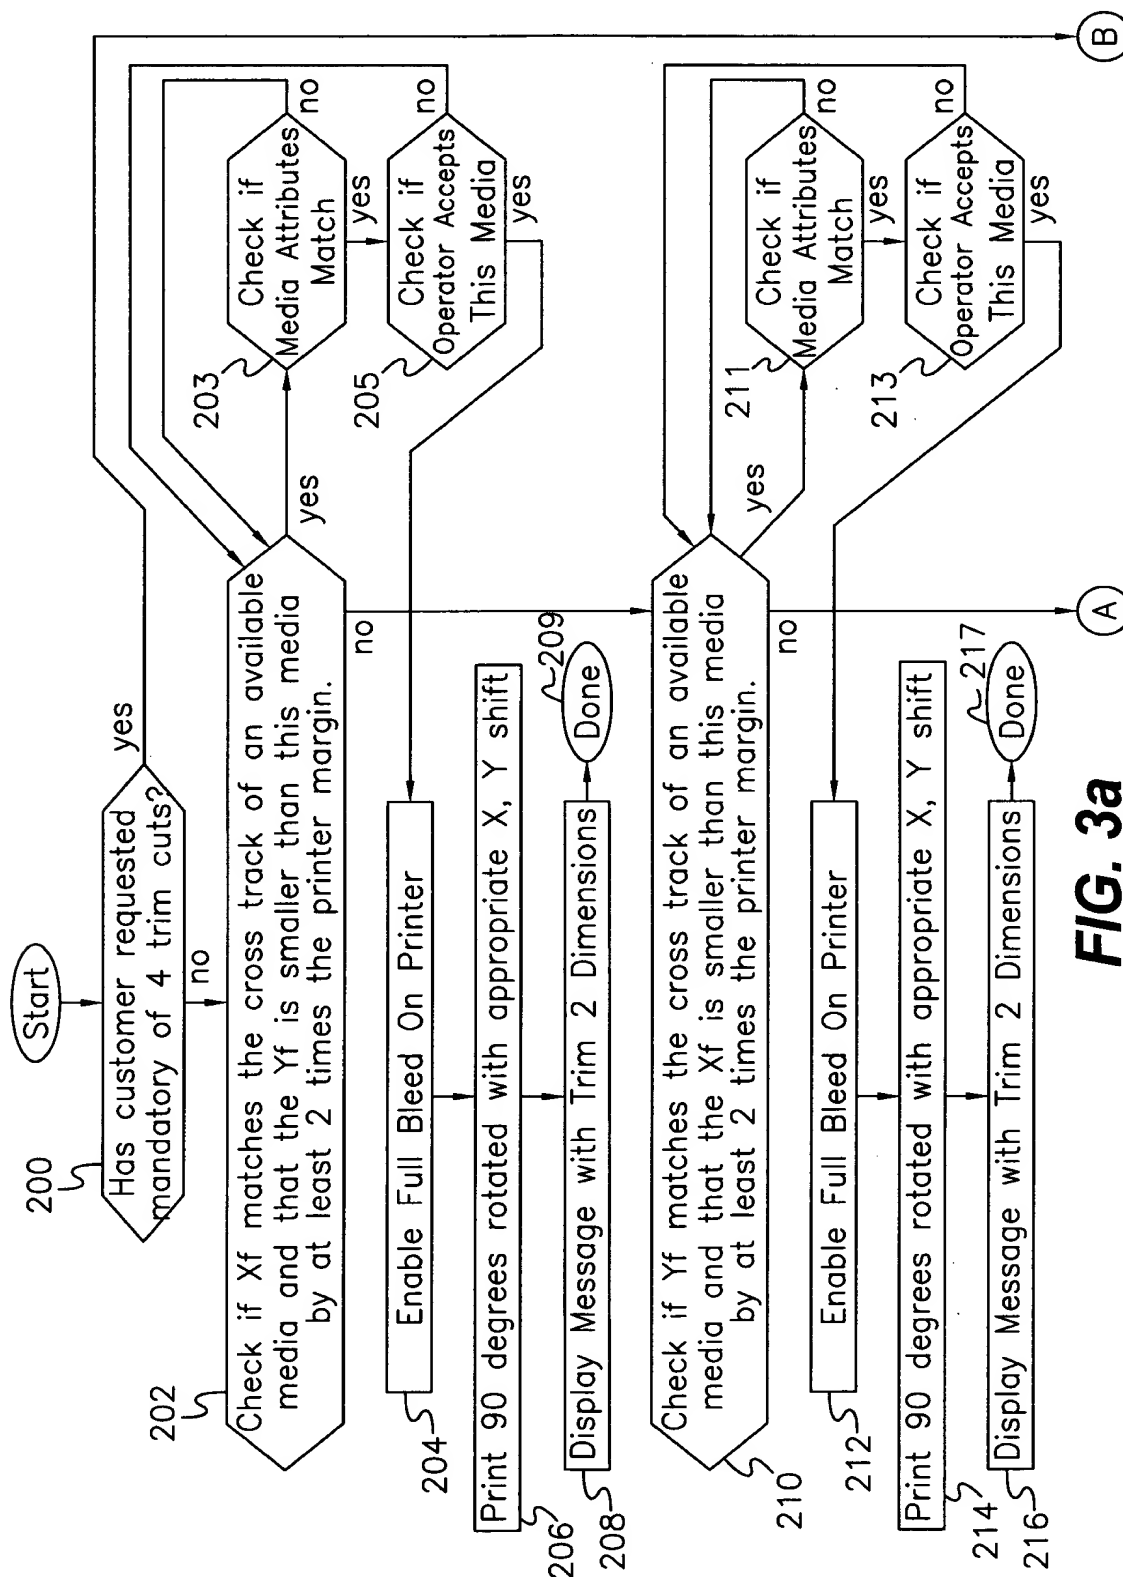 Start
200
Has customer requested
mandatory of 4 trim cuts?
yes
no
202
Check if Xf matches the cross track of an available
media and that the Yf is smaller than this media
by at least 2 times the printer margin.
yes
no
203
Check if
Media Attributes
Match
no
yes
205
Check if
Operator Accepts
This Media
no
yes
204
Enable Full Bleed On Printer
206
Print 90 degrees rotated with appropriate X, Y shift
208
Display Message with Trim 2 Dimensions
209
Done
210
Check if Yf matches the cross track of an available
media and that the Xf is smaller than this media
by at least 2 times the printer margin.
yes
no
211
Check if
Media Attributes
Match
no
yes
213
Check if
Operator Accepts
This Media
no
yes
212
Enable Full Bleed On Printer
214
Print 90 degrees rotated with appropriate X, Y shift
216
Display Message with Trim 2 Dimensions
217
Done
A
B
FIG. 3a